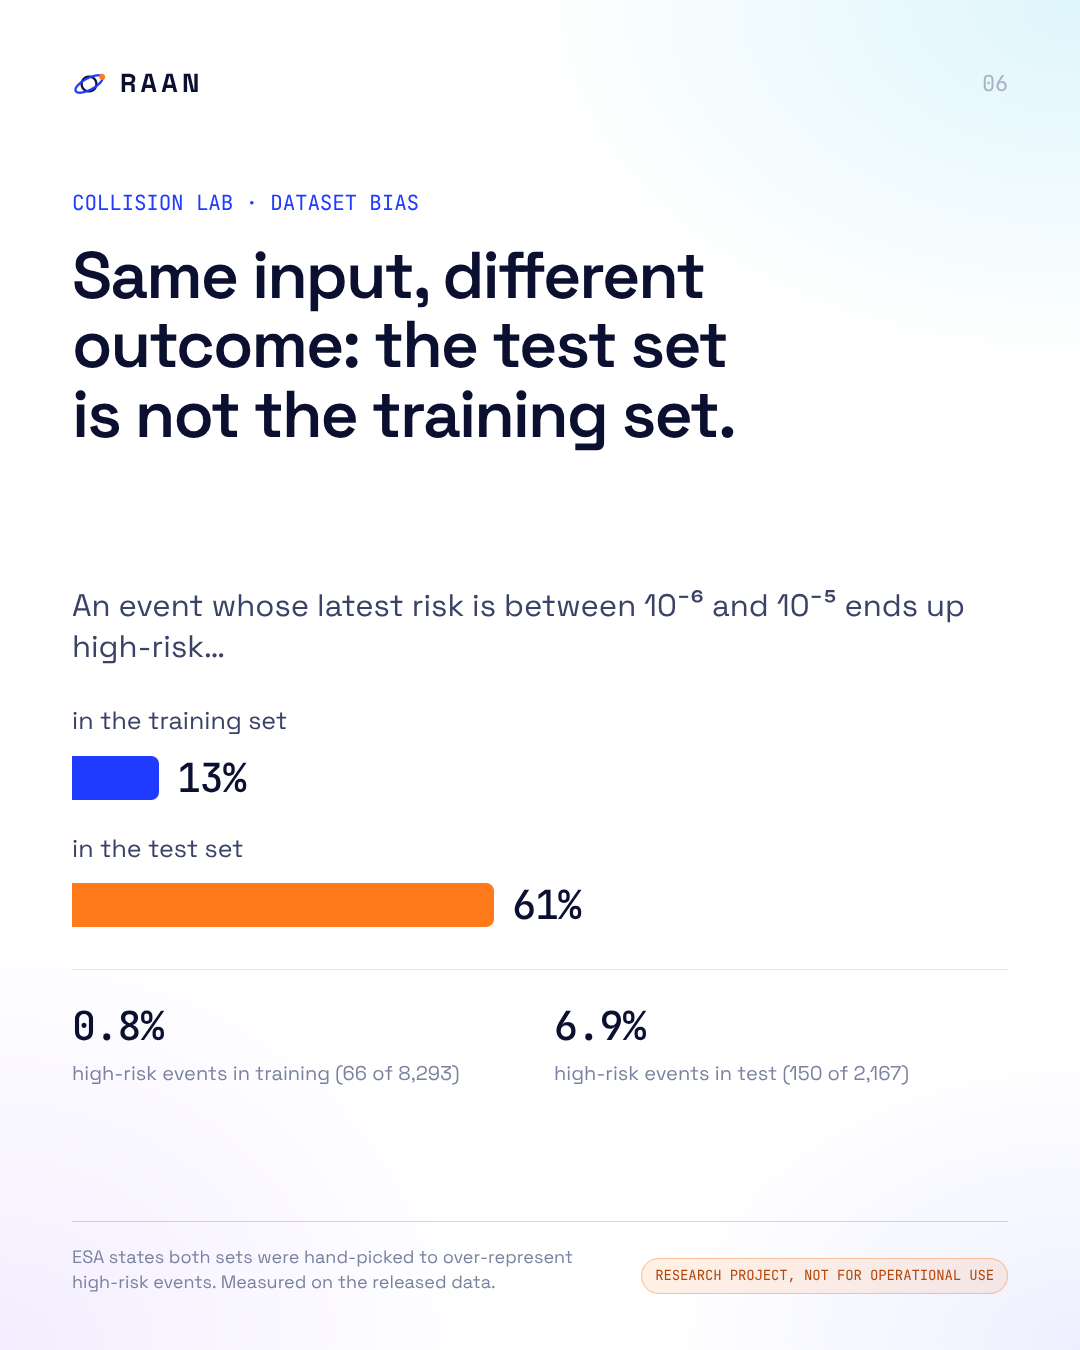 RAAN
06
COLLISION LAB · DATASET BIAS
Same input, different
outcome: the test set
is not the training set.
An event whose latest risk is between 10⁻⁶ and 10⁻⁵ ends up
high-risk…
in the training set
13%
in the test set
61%
0.8%
high-risk events in training (66 of 8,293)
6.9%
high-risk events in test (150 of 2,167)
ESA states both sets were hand-picked to over-represent
high-risk events. Measured on the released data.
RESEARCH PROJECT, NOT FOR OPERATIONAL USE